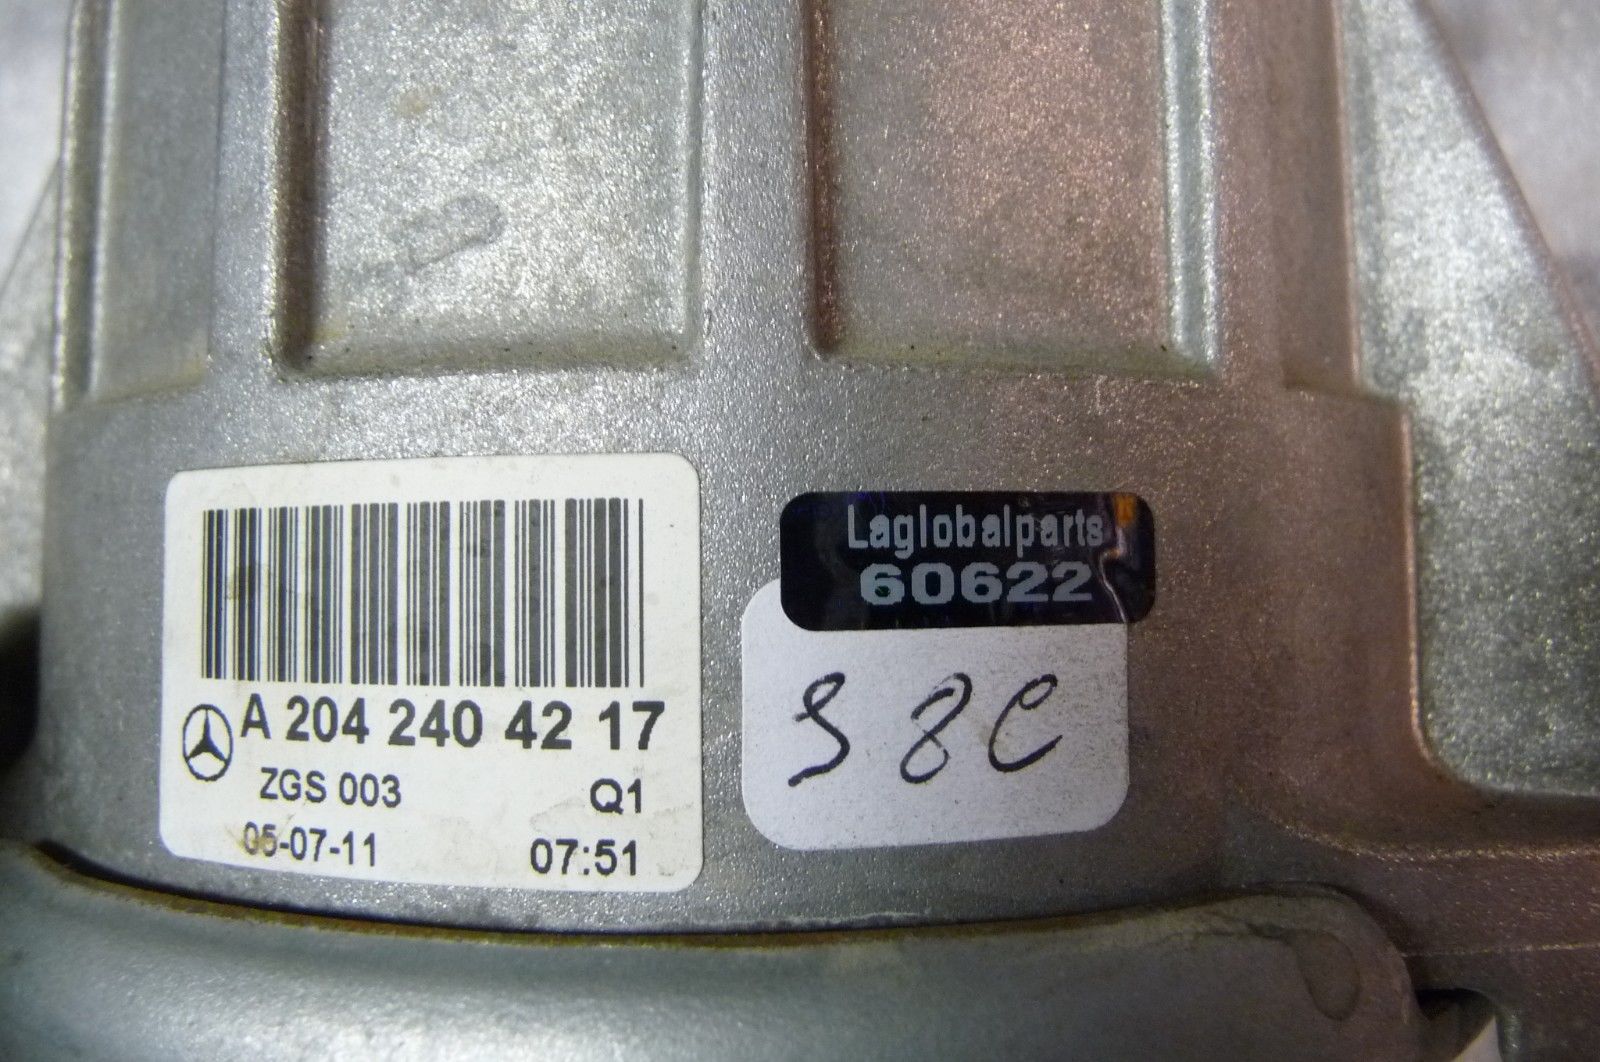 A 204 240 42 17
ZGS 003 Q1
05-07-11 07:51
Laglobalparts
60622
S8C